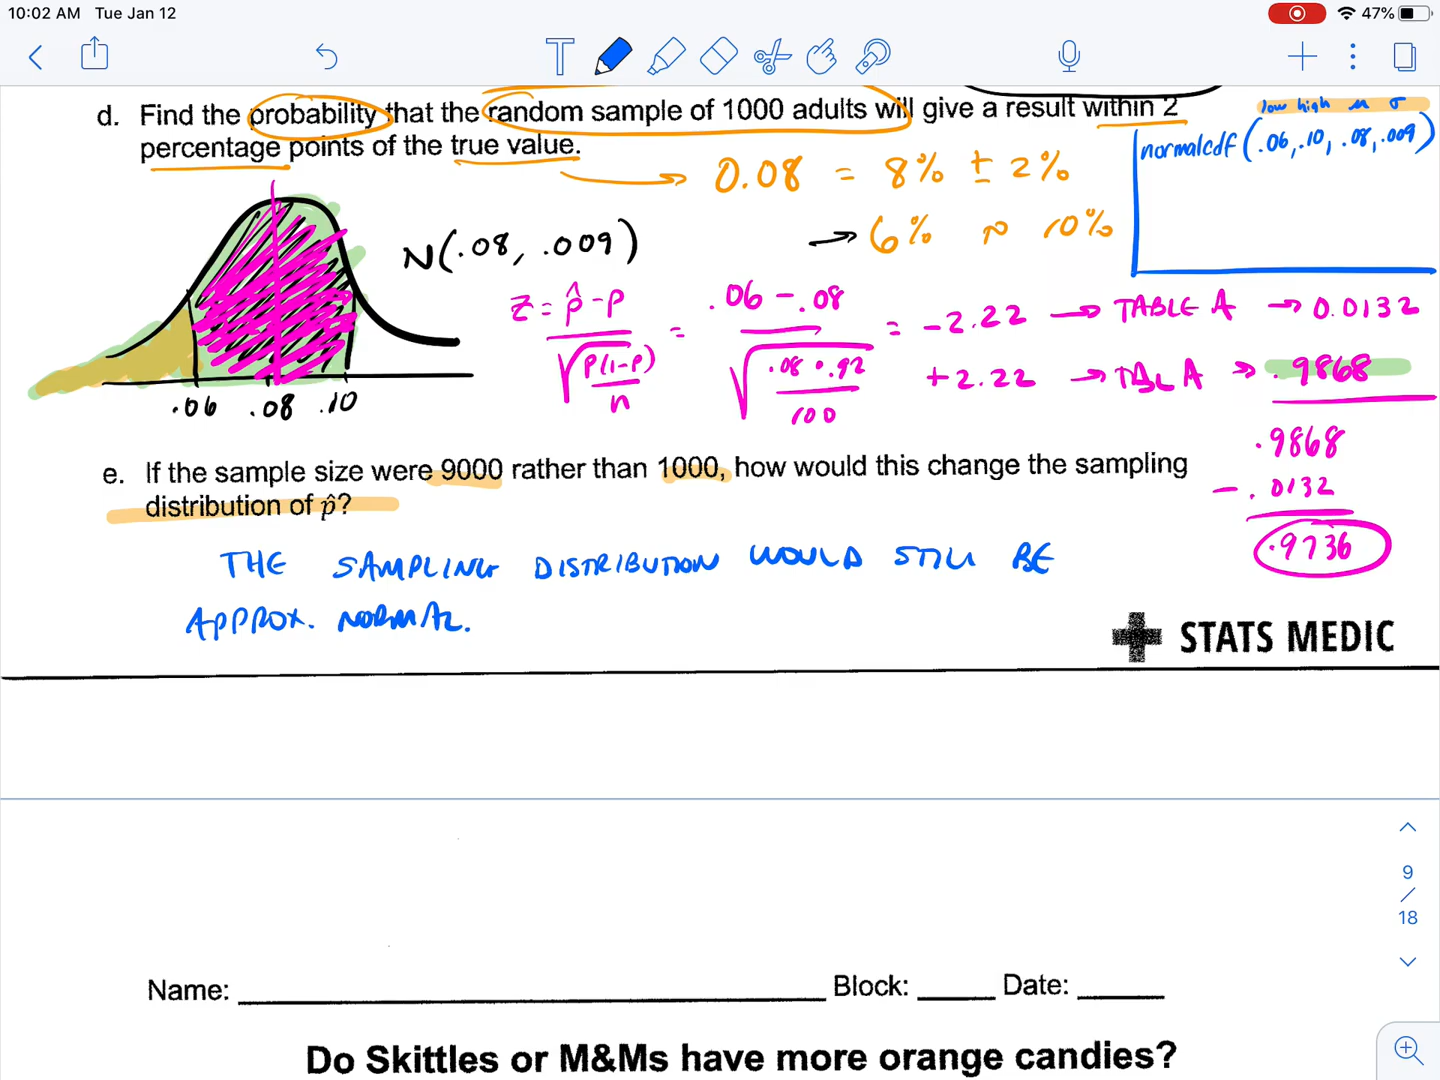 10:02 AM Tue Jan 12
47%
d. Find the probability that the random sample of 1000 adults will give a result within 2
percentage points of the true value.
low high m σ
normalcdf (.06, .10, .08, .009)
0.08 = 8% ± 2%
→ 6% ~ 10%
N(.08, .009)
.06 .08 .10
z = p̂ - p / √(p(1-p)/n) = .06 - .08 / √(.08 · .92/100) = -2.22 → TABLE A → 0.0132
+2.22 → TABL A → .9868
.9868
- .0132
.9736
e. If the sample size were 9000 rather than 1000, how would this change the sampling
distribution of p̂?
THE SAMPLING DISTRIBUTION WOULD STILL BE
APPROX. NORMAL.
STATS MEDIC
9
/
18
Name: Block: Date:
Do Skittles or M&Ms have more orange candies?